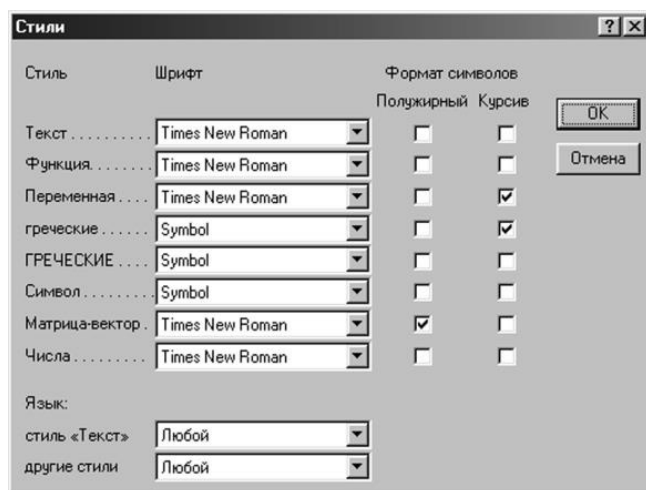 Стили
Стиль Шрифт Формат символов
Полужирный Курсив
OK
Текст . . . . . . . . . . Times New Roman
Функция. . . . . . . . Times New Roman
Отмена
Переменная . . . . Times New Roman
греческие . . . . . . Symbol
ГРЕЧЕСКИЕ . . . . Symbol
Символ . . . . . . . . . Symbol
Матрица-вектор . Times New Roman
Числа . . . . . . . . . Times New Roman
Язык:
стиль «Текст» Любой
другие стили Любой